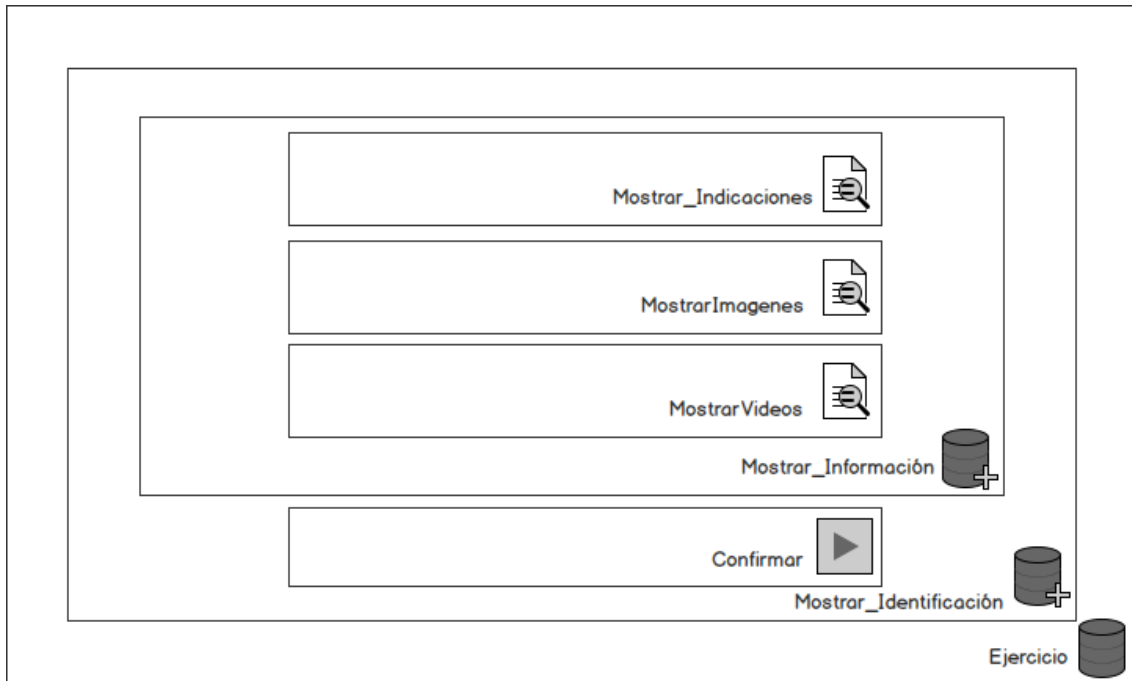 Mostrar_Indicaciones
MostrarImagenes
MostrarVideos
Mostrar_Información
Confirmar
Mostrar_Identificación
Ejercicio